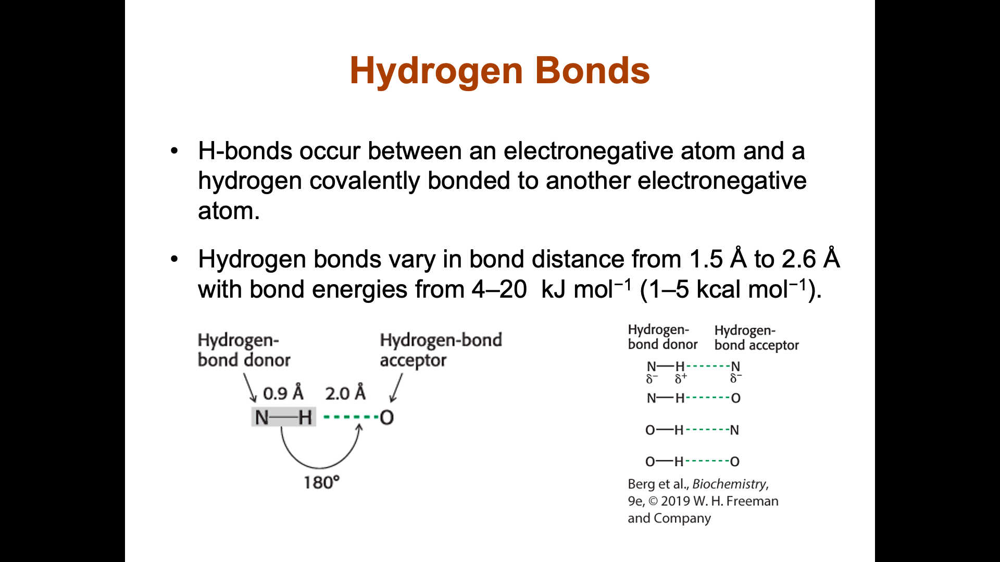 Hydrogen Bonds
• H-bonds occur between an electronegative atom and a
hydrogen covalently bonded to another electronegative
atom.
• Hydrogen bonds vary in bond distance from 1.5 Å to 2.6 Å
with bond energies from 4–20  kJ mol⁻¹ (1–5 kcal mol⁻¹).
Hydrogen-
bond donor
Hydrogen-bond
acceptor
0.9 Å 2.0 Å
N—H ------O
180°
Hydrogen-
bond donor
Hydrogen-
bond acceptor
N—H-------N
δ⁻ δ⁺ δ⁻
N—H-------O
O—H-------N
O—H-------O
Berg et al., Biochemistry,
9e, © 2019 W. H. Freeman
and Company